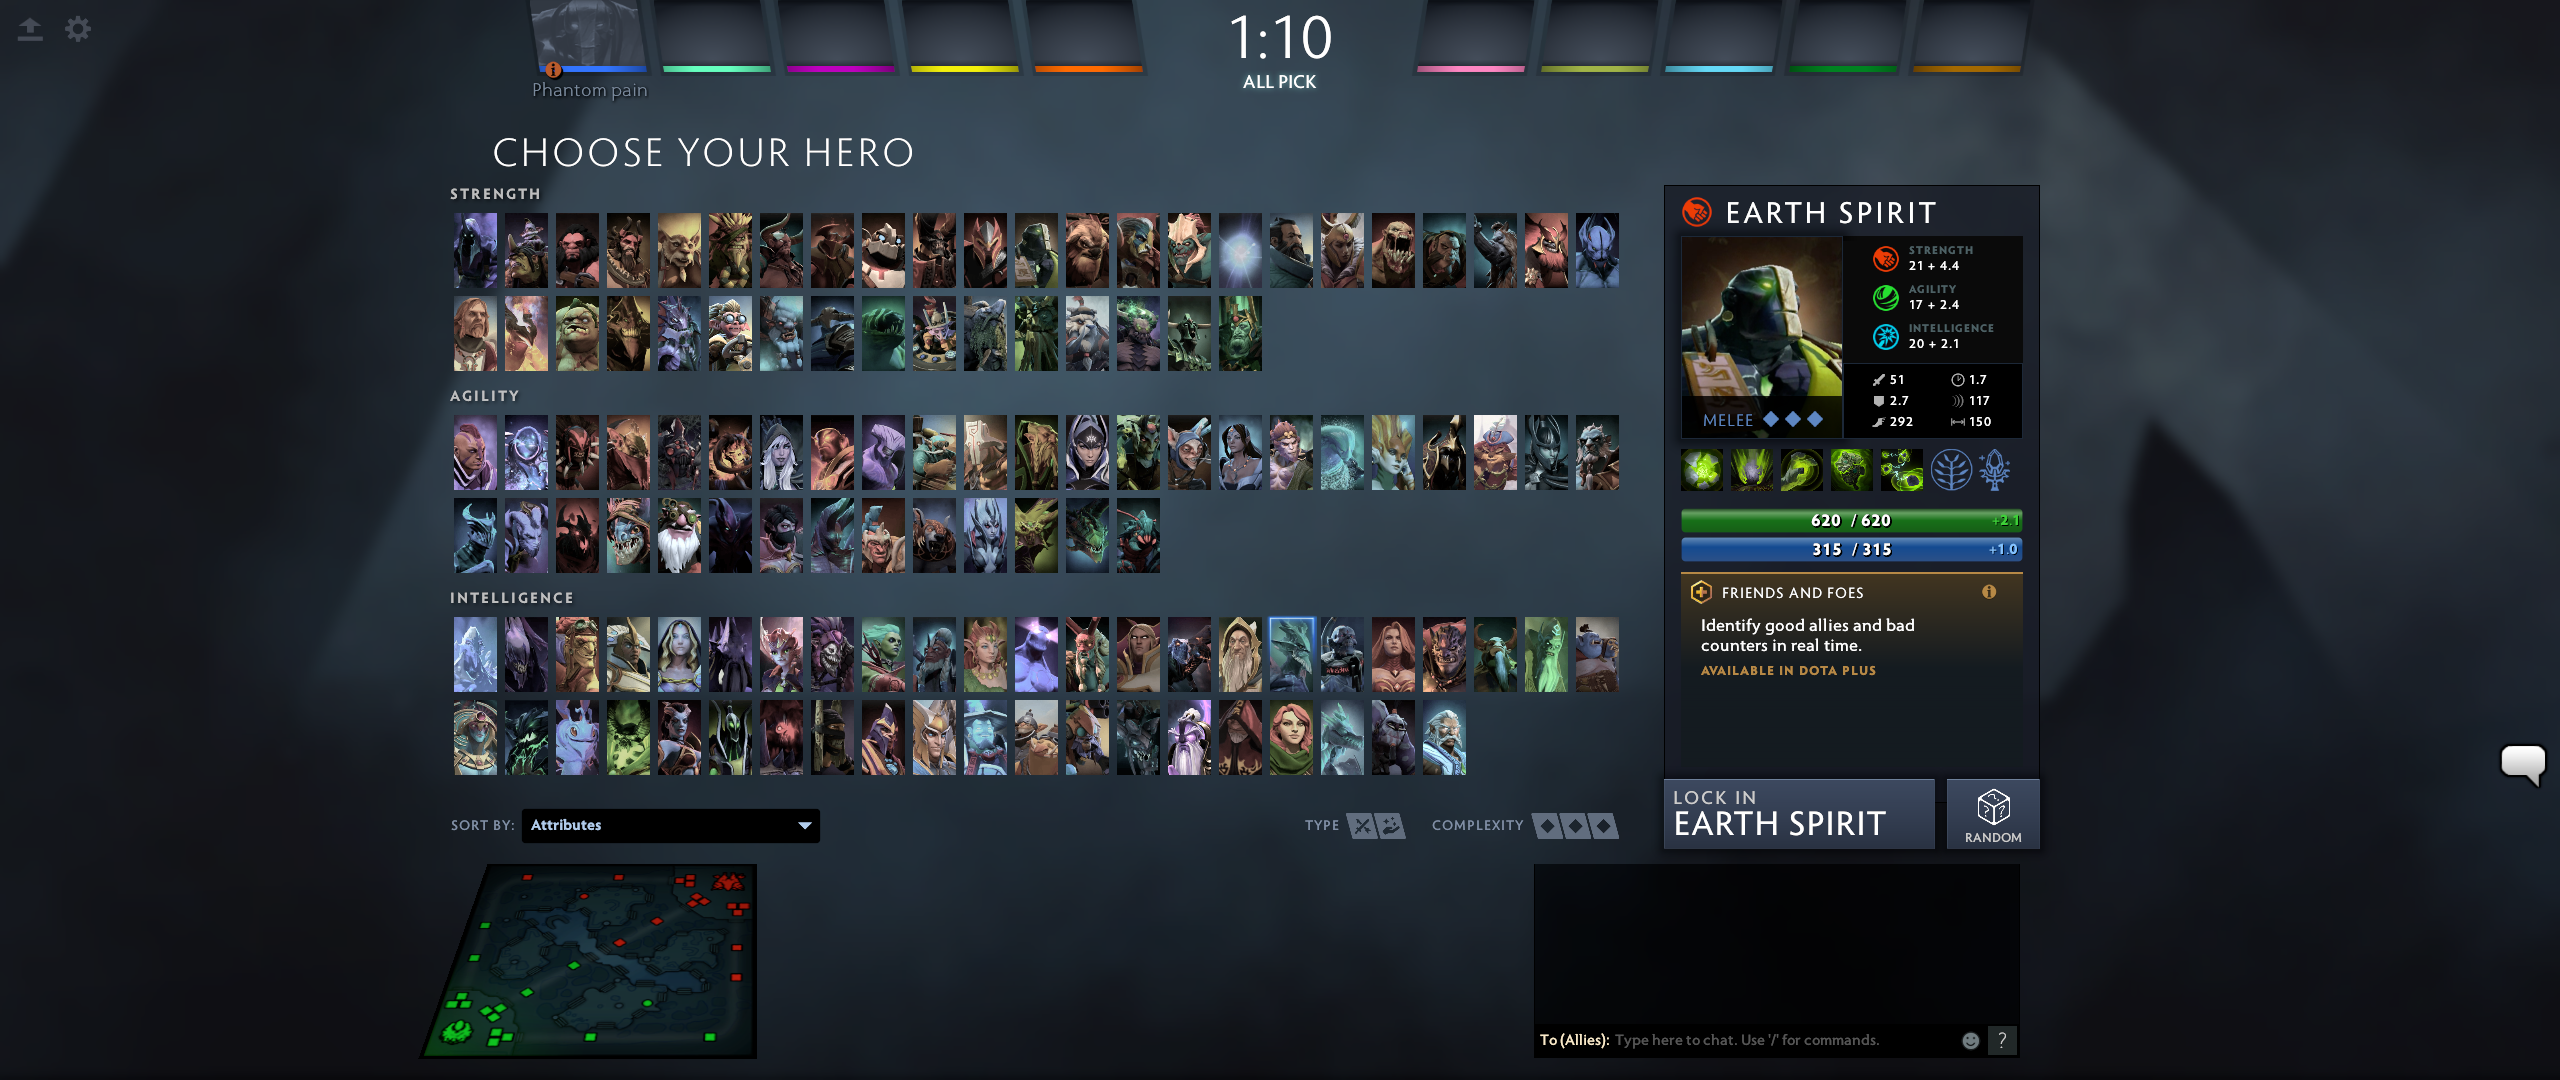 1:10
ALL PICK
Phantom pain
CHOOSE YOUR HERO
STRENGTH
AGILITY
INTELLIGENCE
SORT BY: Attributes
TYPE
COMPLEXITY
EARTH SPIRIT
STRENGTH
21 + 4.4
AGILITY
17 + 2.4
INTELLIGENCE
20 + 2.1
MELEE
51 1.7
2.7 117
292 150
620 / 620 +2.1
315 / 315 +1.0
FRIENDS AND FOES
Identify good allies and bad
counters in real time.
AVAILABLE IN DOTA PLUS
LOCK IN
EARTH SPIRIT
RANDOM
To (Allies): Type here to chat. Use '/' for commands.
?